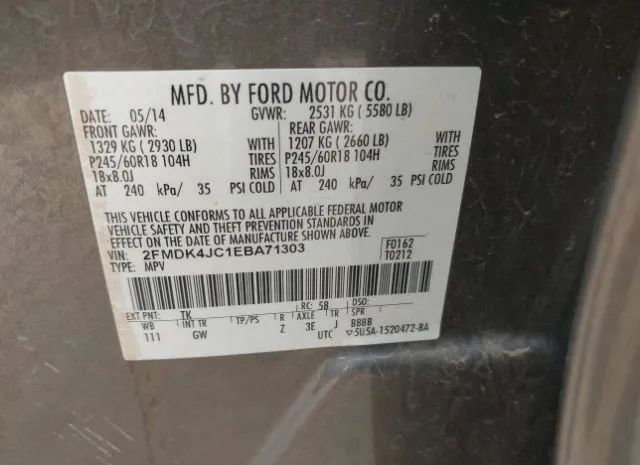 MFD. BY FORD MOTOR CO.
DATE: 05/14 GVWR: 2531 KG ( 5580 LB)
FRONT GAWR: REAR GAWR:
1329 KG ( 2930 LB) WITH 1207 KG ( 2660 LB) WITH
P245/60R18 104H TIRES P245/60R18 104H TIRES
18x8.0J RIMS 18x8.0J RIMS
AT 240 kPa/ 35 PSI COLD AT 240 kPa/ 35 PSI COLD
THIS VEHICLE CONFORMS TO ALL APPLICABLE FEDERAL MOTOR
VEHICLE SAFETY AND THEFT PREVENTION STANDARDS IN
EFFECT ON THE DATE OF MANUFACTURE SHOWN ABOVE.
VIN: 2FMDK4JC1EBA71303 F0162
TYPE: MPV T0212
EXT PNT: TK RC: 58 DSO:
WB INT TR TP/PS R AXLE TR SPR
111 GW Z 3E J BBBB
UTC ▽5U5A-1520472-BA